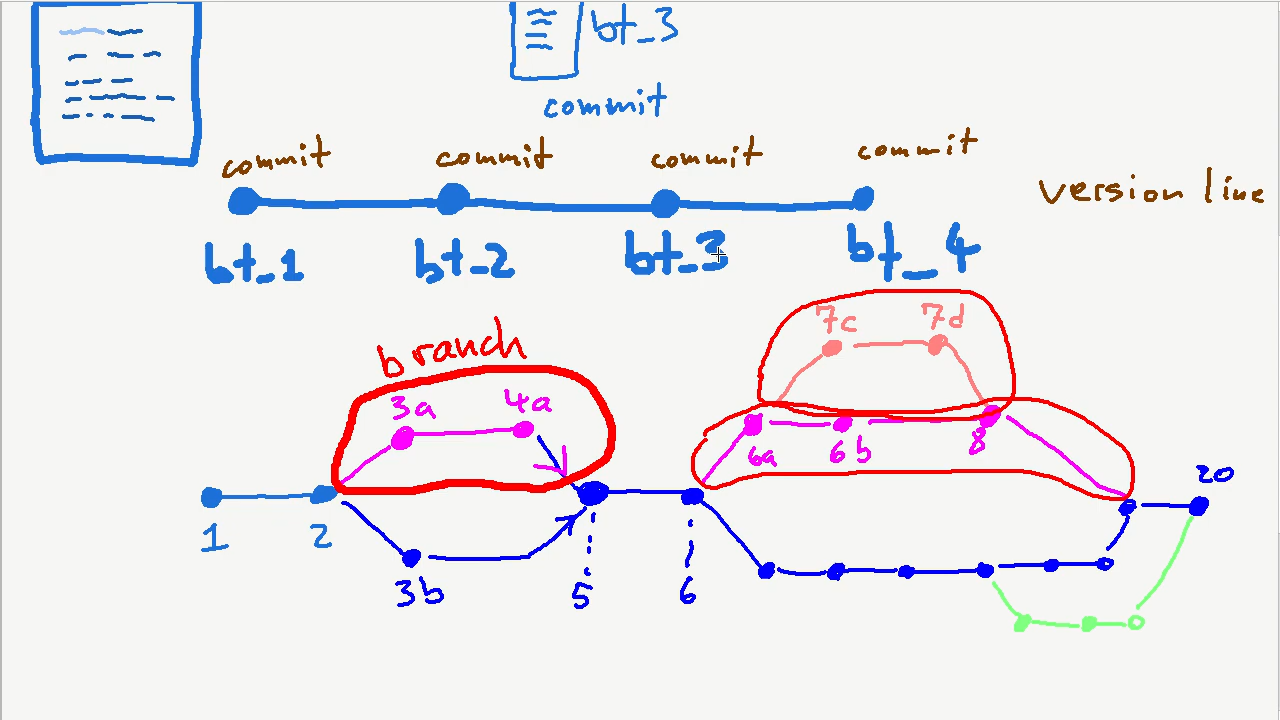 bt_3
commit
commit
commit
commit
commit
version line
bt_1
bt_2
bt_3
bt_4
branch
3a
4a
7c
7d
6a
6b
8
1
2
3b
5
6
20